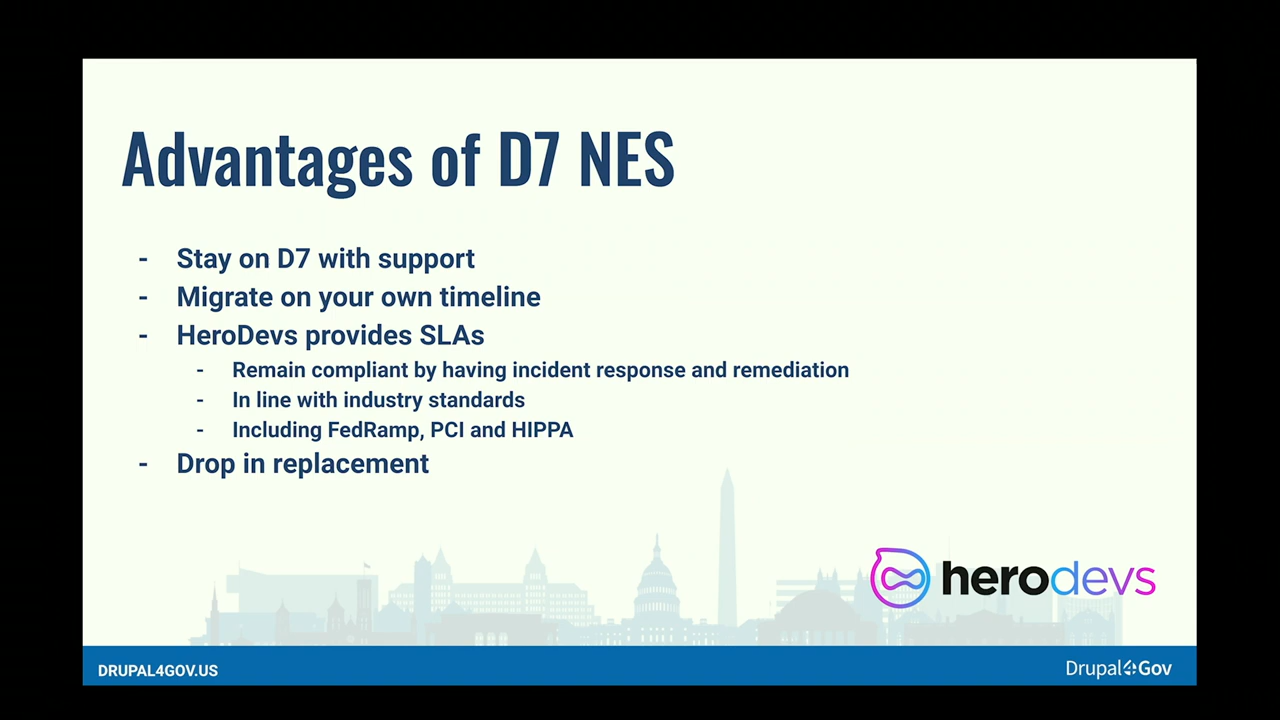 Advantages of D7 NES
- Stay on D7 with support
- Migrate on your own timeline
- HeroDevs provides SLAs
- Remain compliant by having incident response and remediation
- In line with industry standards
- Including FedRamp, PCI and HIPPA
- Drop in replacement
herodevs
DRUPAL4GOV.US
Drupal4Gov